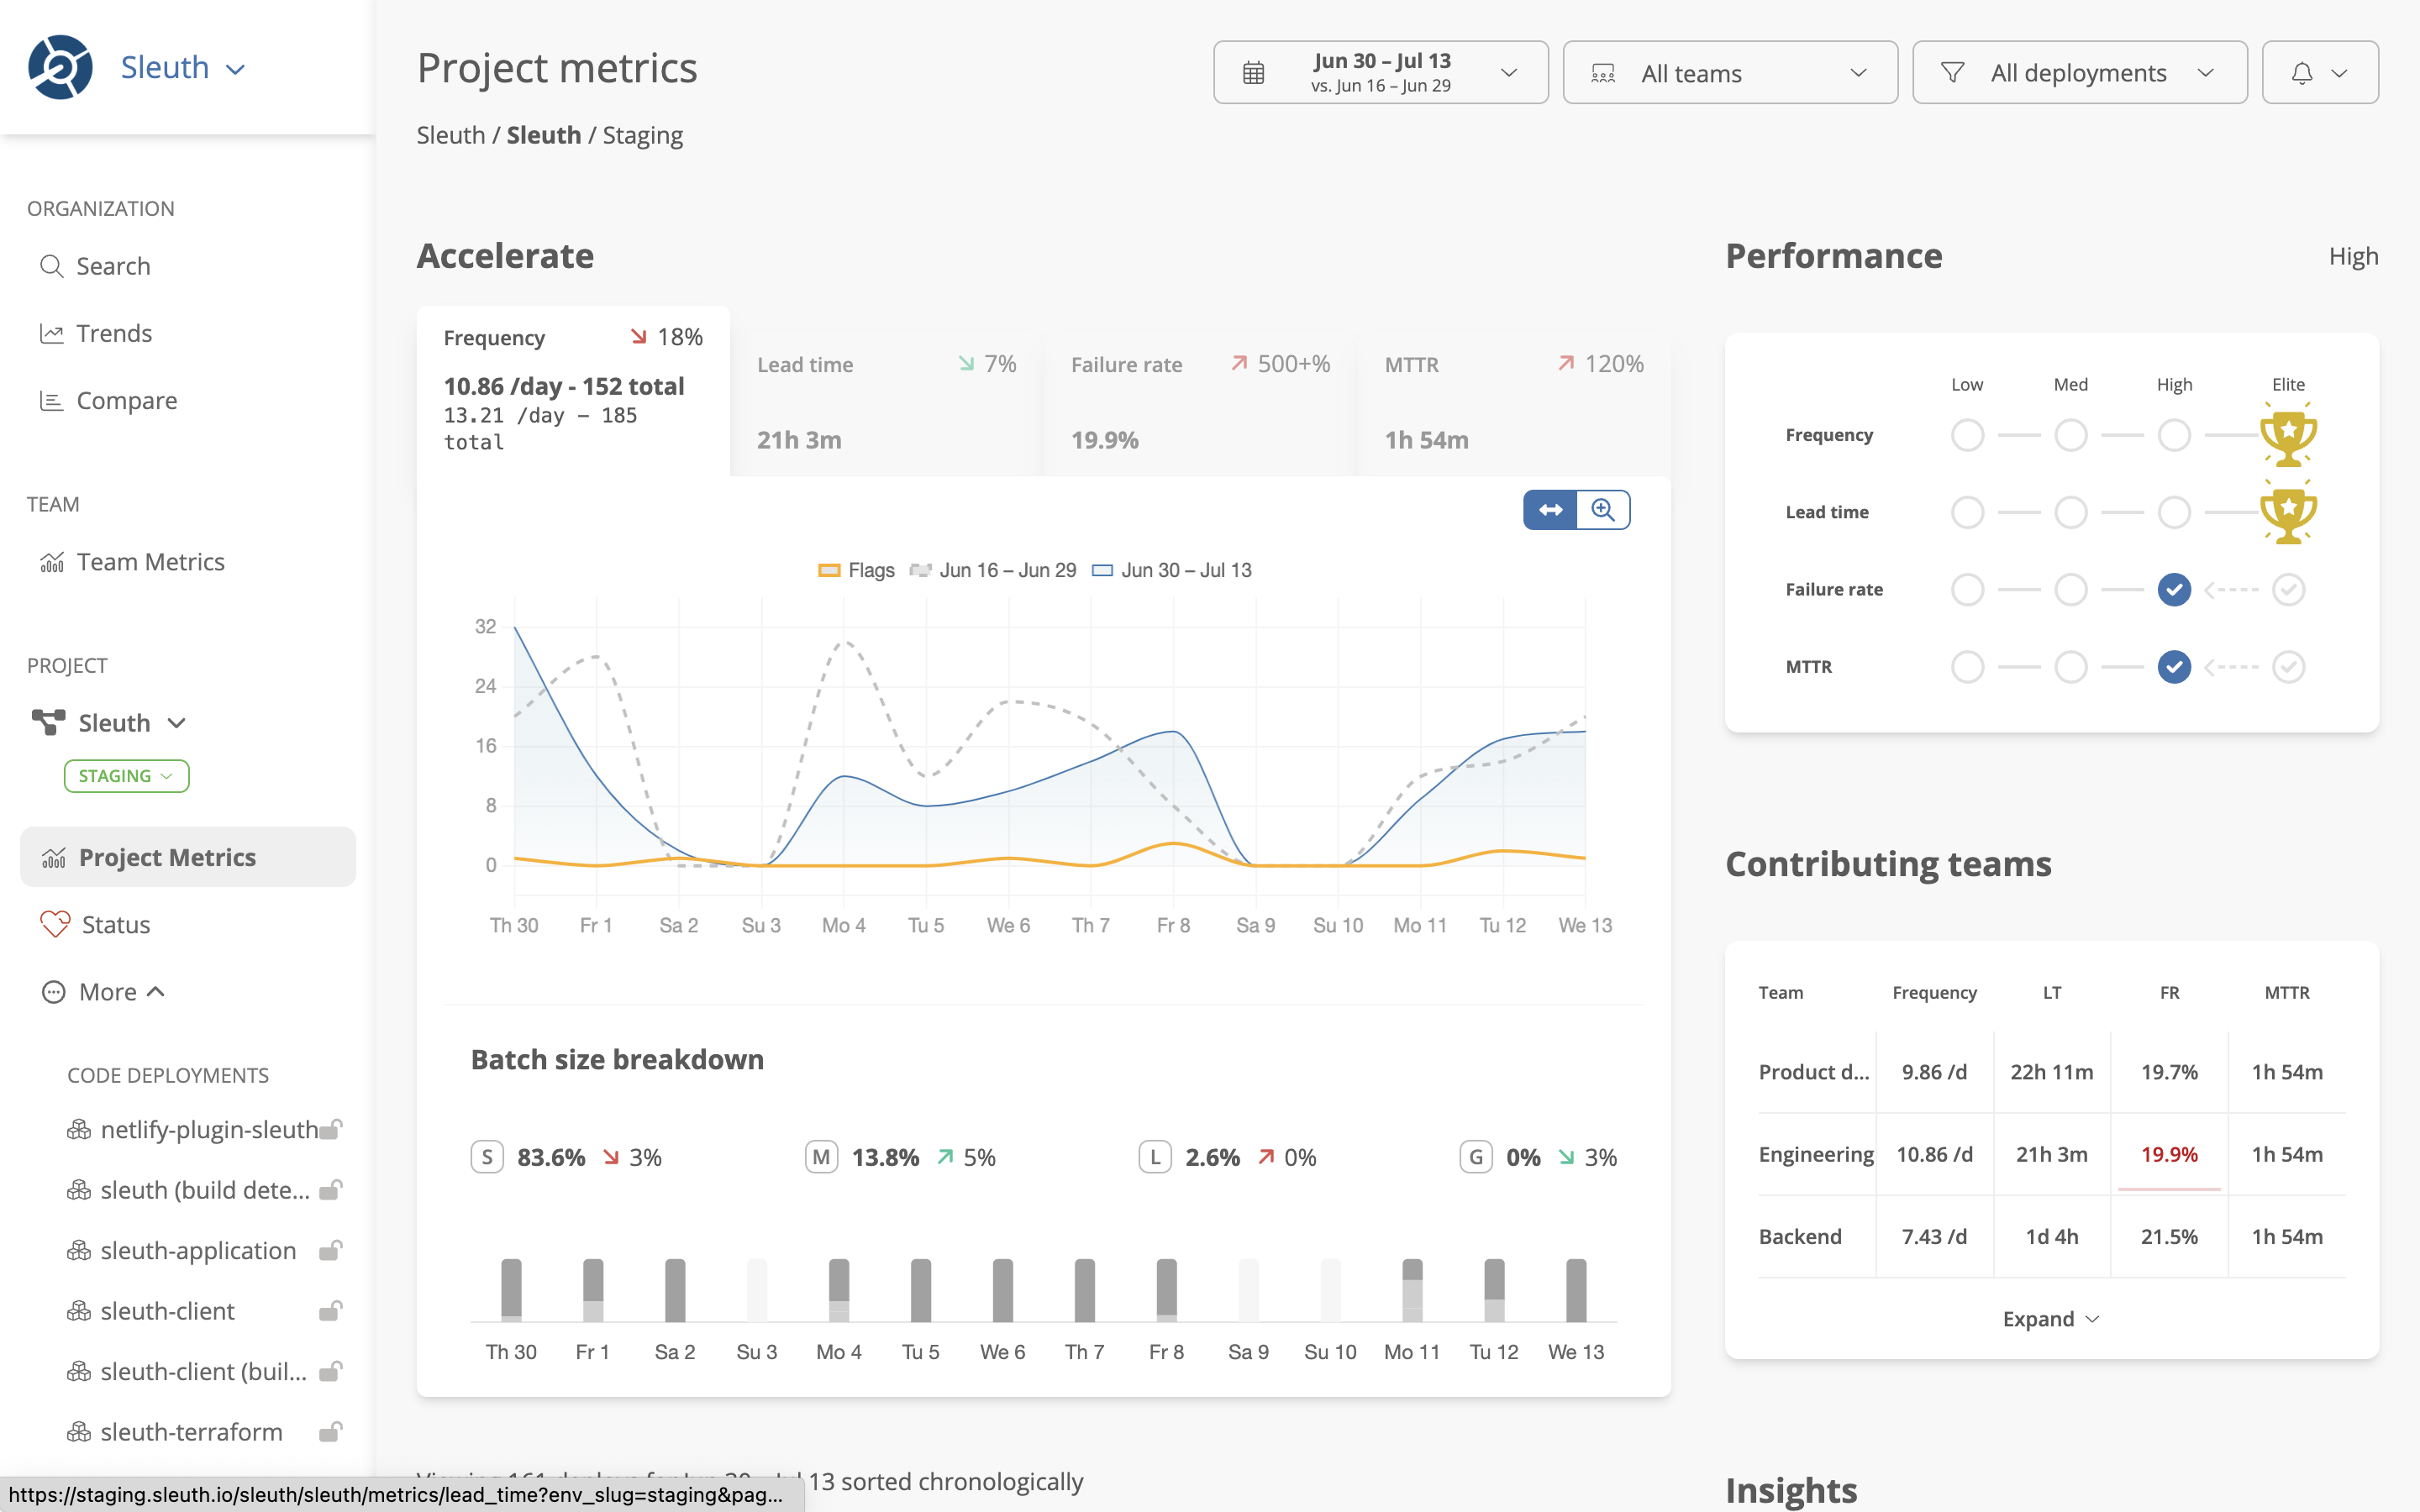 Sleuth
ORGANIZATION
Search
Trends
Compare
TEAM
Team Metrics
PROJECT
Sleuth
STAGING
Project Metrics
Status
More
CODE DEPLOYMENTS
netlify-plugin-sleuth
sleuth (build dete...
sleuth-application
sleuth-client
sleuth-client (buil...
sleuth-terraform
https://staging.sleuth.io/sleuth/sleuth/metrics/lead_time?env_slug=staging&pag...
Project metrics
Sleuth / Sleuth / Staging
Jun 30 – Jul 13
vs. Jun 16 – Jun 29
All teams
All deployments
Accelerate
Frequency 18%
10.86 /day - 152 total
13.21 /day – 185
total
Lead time 7%
21h 3m
Failure rate 500+%
19.9%
MTTR 120%
1h 54m
Flags Jun 16 – Jun 29 Jun 30 – Jul 13
32
24
16
8
0
Th 30 Fr 1 Sa 2 Su 3 Mo 4 Tu 5 We 6 Th 7 Fr 8 Sa 9 Su 10 Mo 11 Tu 12 We 13
Batch size breakdown
S 83.6% 3% M 13.8% 5% L 2.6% 0% G 0% 3%
Th 30 Fr 1 Sa 2 Su 3 Mo 4 Tu 5 We 6 Th 7 Fr 8 Sa 9 Su 10 Mo 11 Tu 12 We 13
Viewing 161 deploys for Jun 30 – Jul 13 sorted chronologically
Performance High
Low Med High Elite
Frequency
Lead time
Failure rate
MTTR
Contributing teams
Team Frequency LT FR MTTR
Product d... 9.86 /d 22h 11m 19.7% 1h 54m
Engineering 10.86 /d 21h 3m 19.9% 1h 54m
Backend 7.43 /d 1d 4h 21.5% 1h 54m
Expand
Insights